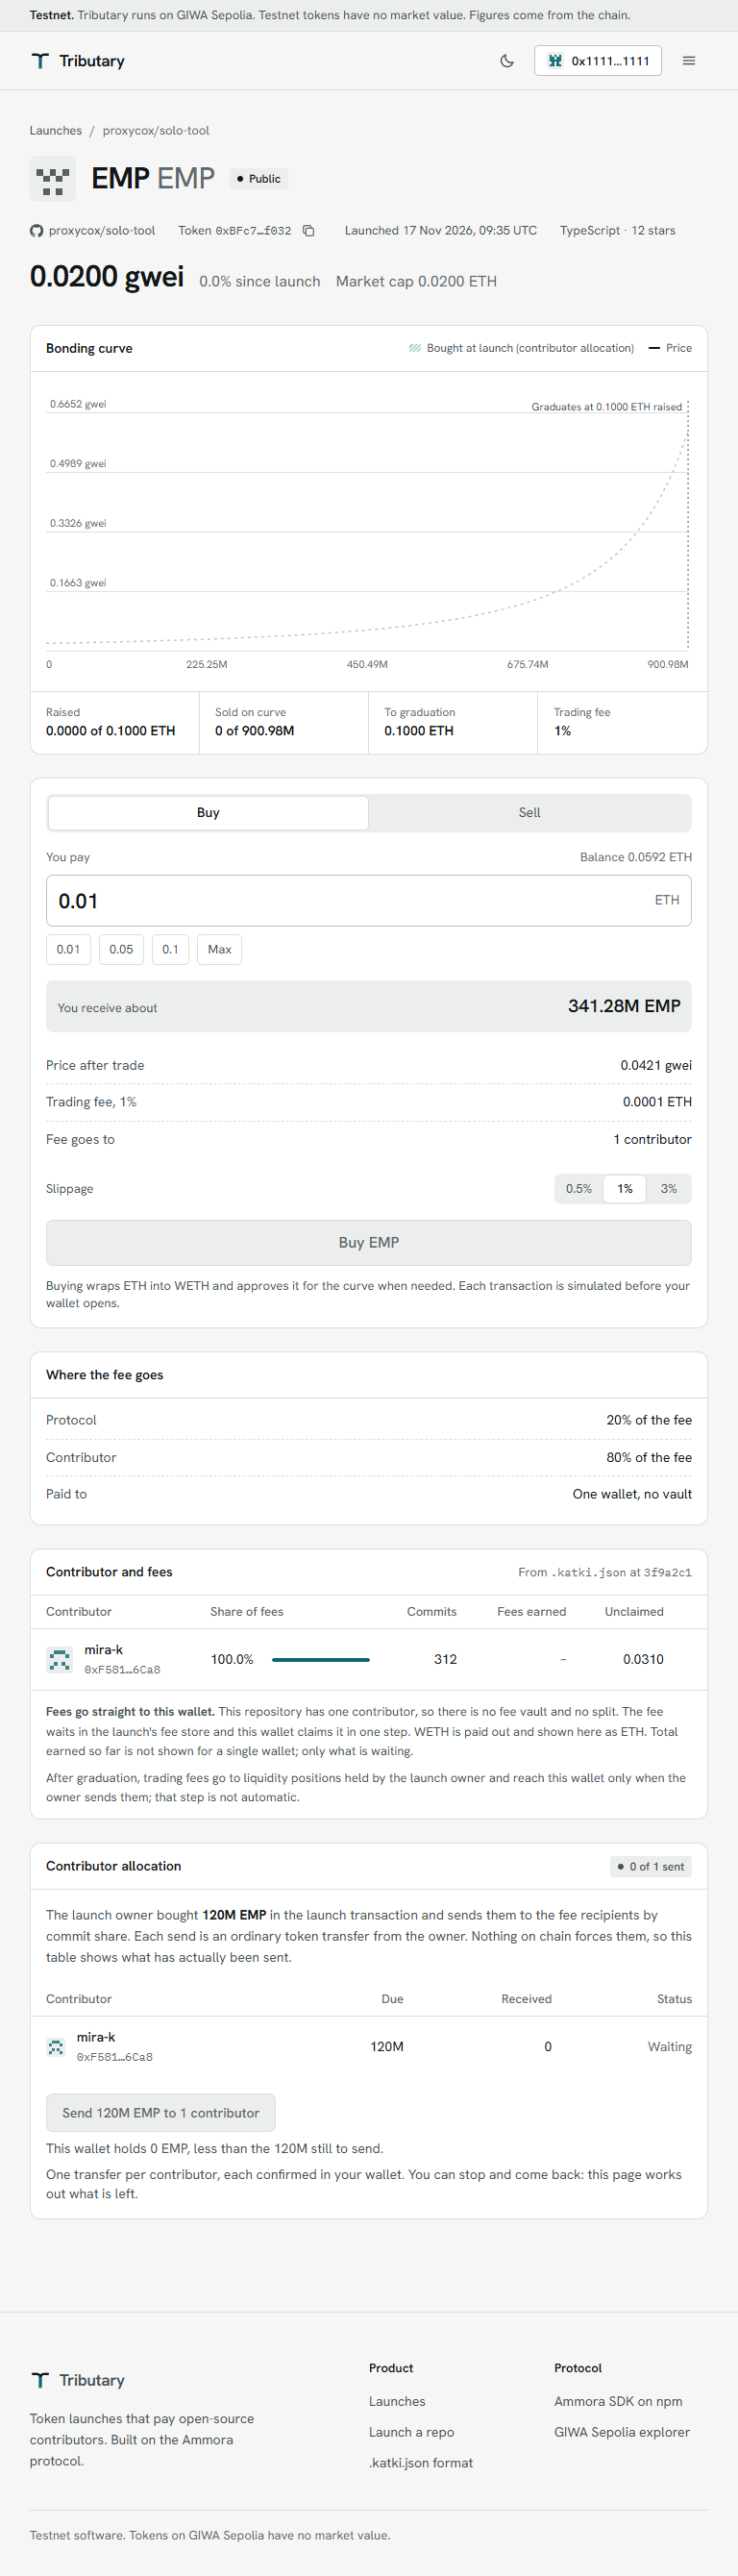 Testnet. Tributary runs on GIWA Sepolia. Testnet tokens have no market value. Figures come from the chain.
Tributary
0x1111...1111
Launches / proxycox/solo-tool
EMP EMP
Public
proxycox/solo-tool Token 0xBFc7…f032 Launched 17 Nov 2026, 09:35 UTC TypeScript · 12 stars
0.0200 gwei 0.0% since launch Market cap 0.0200 ETH
Bonding curve
Bought at launch (contributor allocation) Price
0.6652 gwei
Graduates at 0.1000 ETH raised
0.4989 gwei
0.3326 gwei
0.1663 gwei
0 225.25M 450.49M 675.74M 900.98M
Raised
0.0000 of 0.1000 ETH
Sold on curve
0 of 900.98M
To graduation
0.1000 ETH
Trading fee
1%
Buy Sell
You pay Balance 0.0592 ETH
0.01 ETH
0.01 0.05 0.1 Max
You receive about 341.28M EMP
Price after trade 0.0421 gwei
Trading fee, 1% 0.0001 ETH
Fee goes to 1 contributor
Slippage 0.5% 1% 3%
Buy EMP
Buying wraps ETH into WETH and approves it for the curve when needed. Each transaction is simulated before your
wallet opens.
Where the fee goes
Protocol 20% of the fee
Contributor 80% of the fee
Paid to One wallet, no vault
Contributor and fees From .katki.json at 3f9a2c1
Contributor Share of fees Commits Fees earned Unclaimed
mira-k
0xF581…6Ca8
100.0% 312 – 0.0310
Fees go straight to this wallet. This repository has one contributor, so there is no fee vault and no split. The fee
waits in the launch's fee store and this wallet claims it in one step. WETH is paid out and shown here as ETH. Total
earned so far is not shown for a single wallet; only what is waiting.
After graduation, trading fees go to liquidity positions held by the launch owner and reach this wallet only when the
owner sends them; that step is not automatic.
Contributor allocation 0 of 1 sent
The launch owner bought 120M EMP in the launch transaction and sends them to the fee recipients by
commit share. Each send is an ordinary token transfer from the owner. Nothing on chain forces them, so this
table shows what has actually been sent.
Contributor Due Received Status
mira-k
0xF581…6Ca8
120M 0 Waiting
Send 120M EMP to 1 contributor
This wallet holds 0 EMP, less than the 120M still to send.
One transfer per contributor, each confirmed in your wallet. You can stop and come back: this page works
out what is left.
Tributary
Token launches that pay open-source
contributors. Built on the Ammora
protocol.
Product
Launches
Launch a repo
.katki.json format
Protocol
Ammora SDK on npm
GIWA Sepolia explorer
Testnet software. Tokens on GIWA Sepolia have no market value.